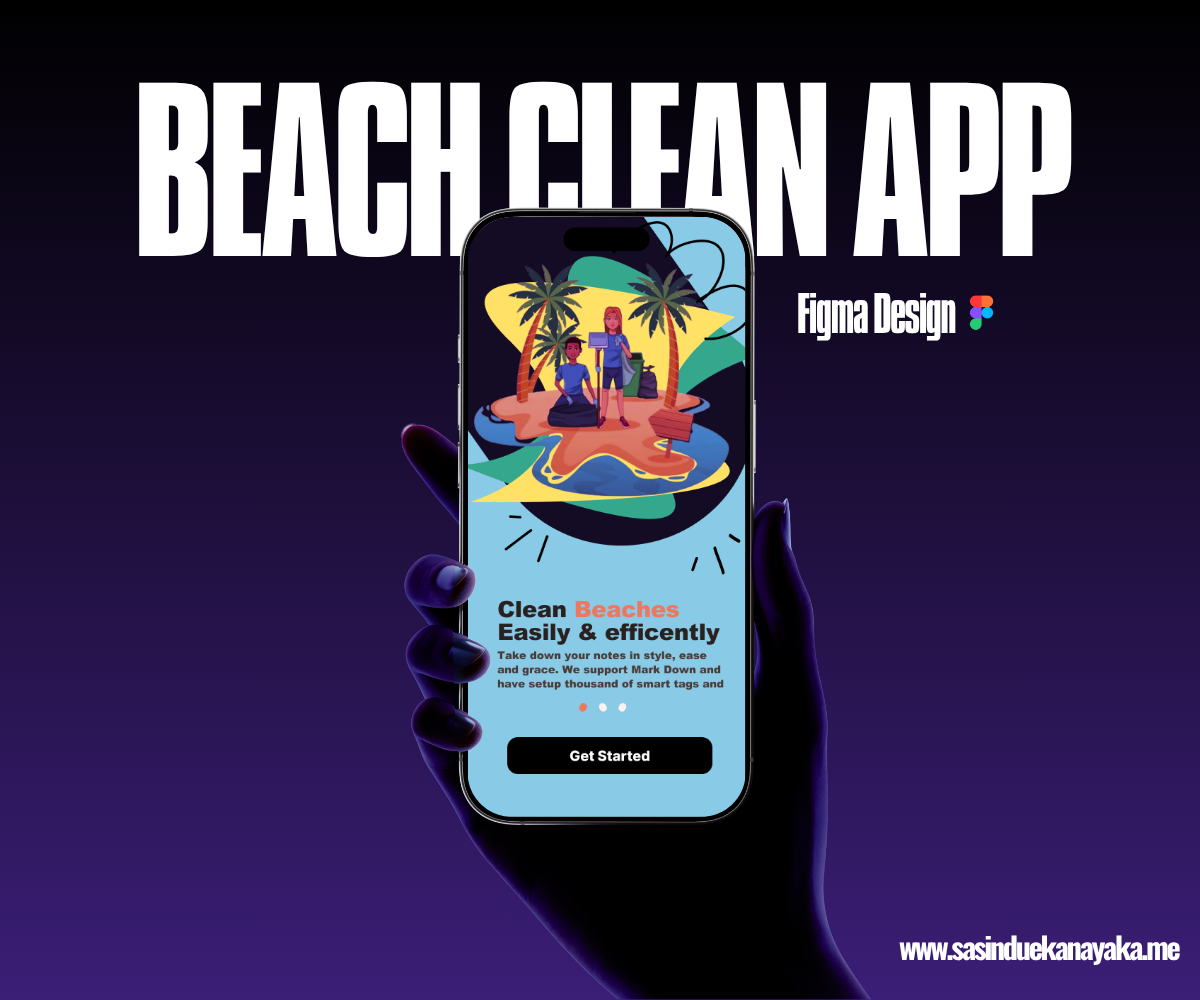 BEACH CLEAN APP
Figma Design
Clean Beaches
Easily & efficently
Take down your notes in style, ease
and grace. We support Mark Down and
have setup thousand of smart tags and
Get Started
www.sasinduekanayaka.me